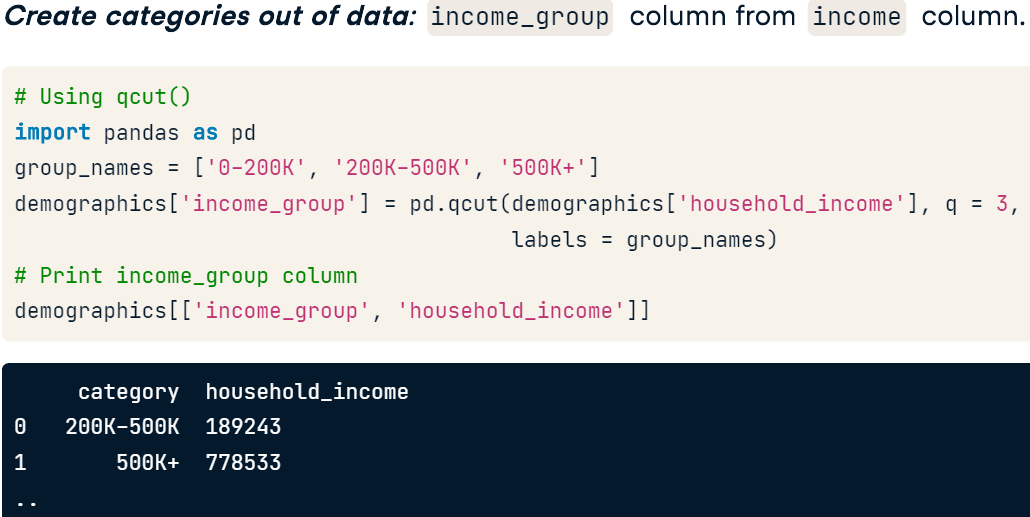 Create categories out of data: income_group column from income column.
# Using qcut()
import pandas as pd
group_names = ['0-200K', '200K-500K', '500K+']
demographics['income_group'] = pd.qcut(demographics['household_income'], q = 3,
                                       labels = group_names)
# Print income_group column
demographics[['income_group', 'household_income']]
     category  household_income
0   200K-500K  189243
1       500K+  778533
..